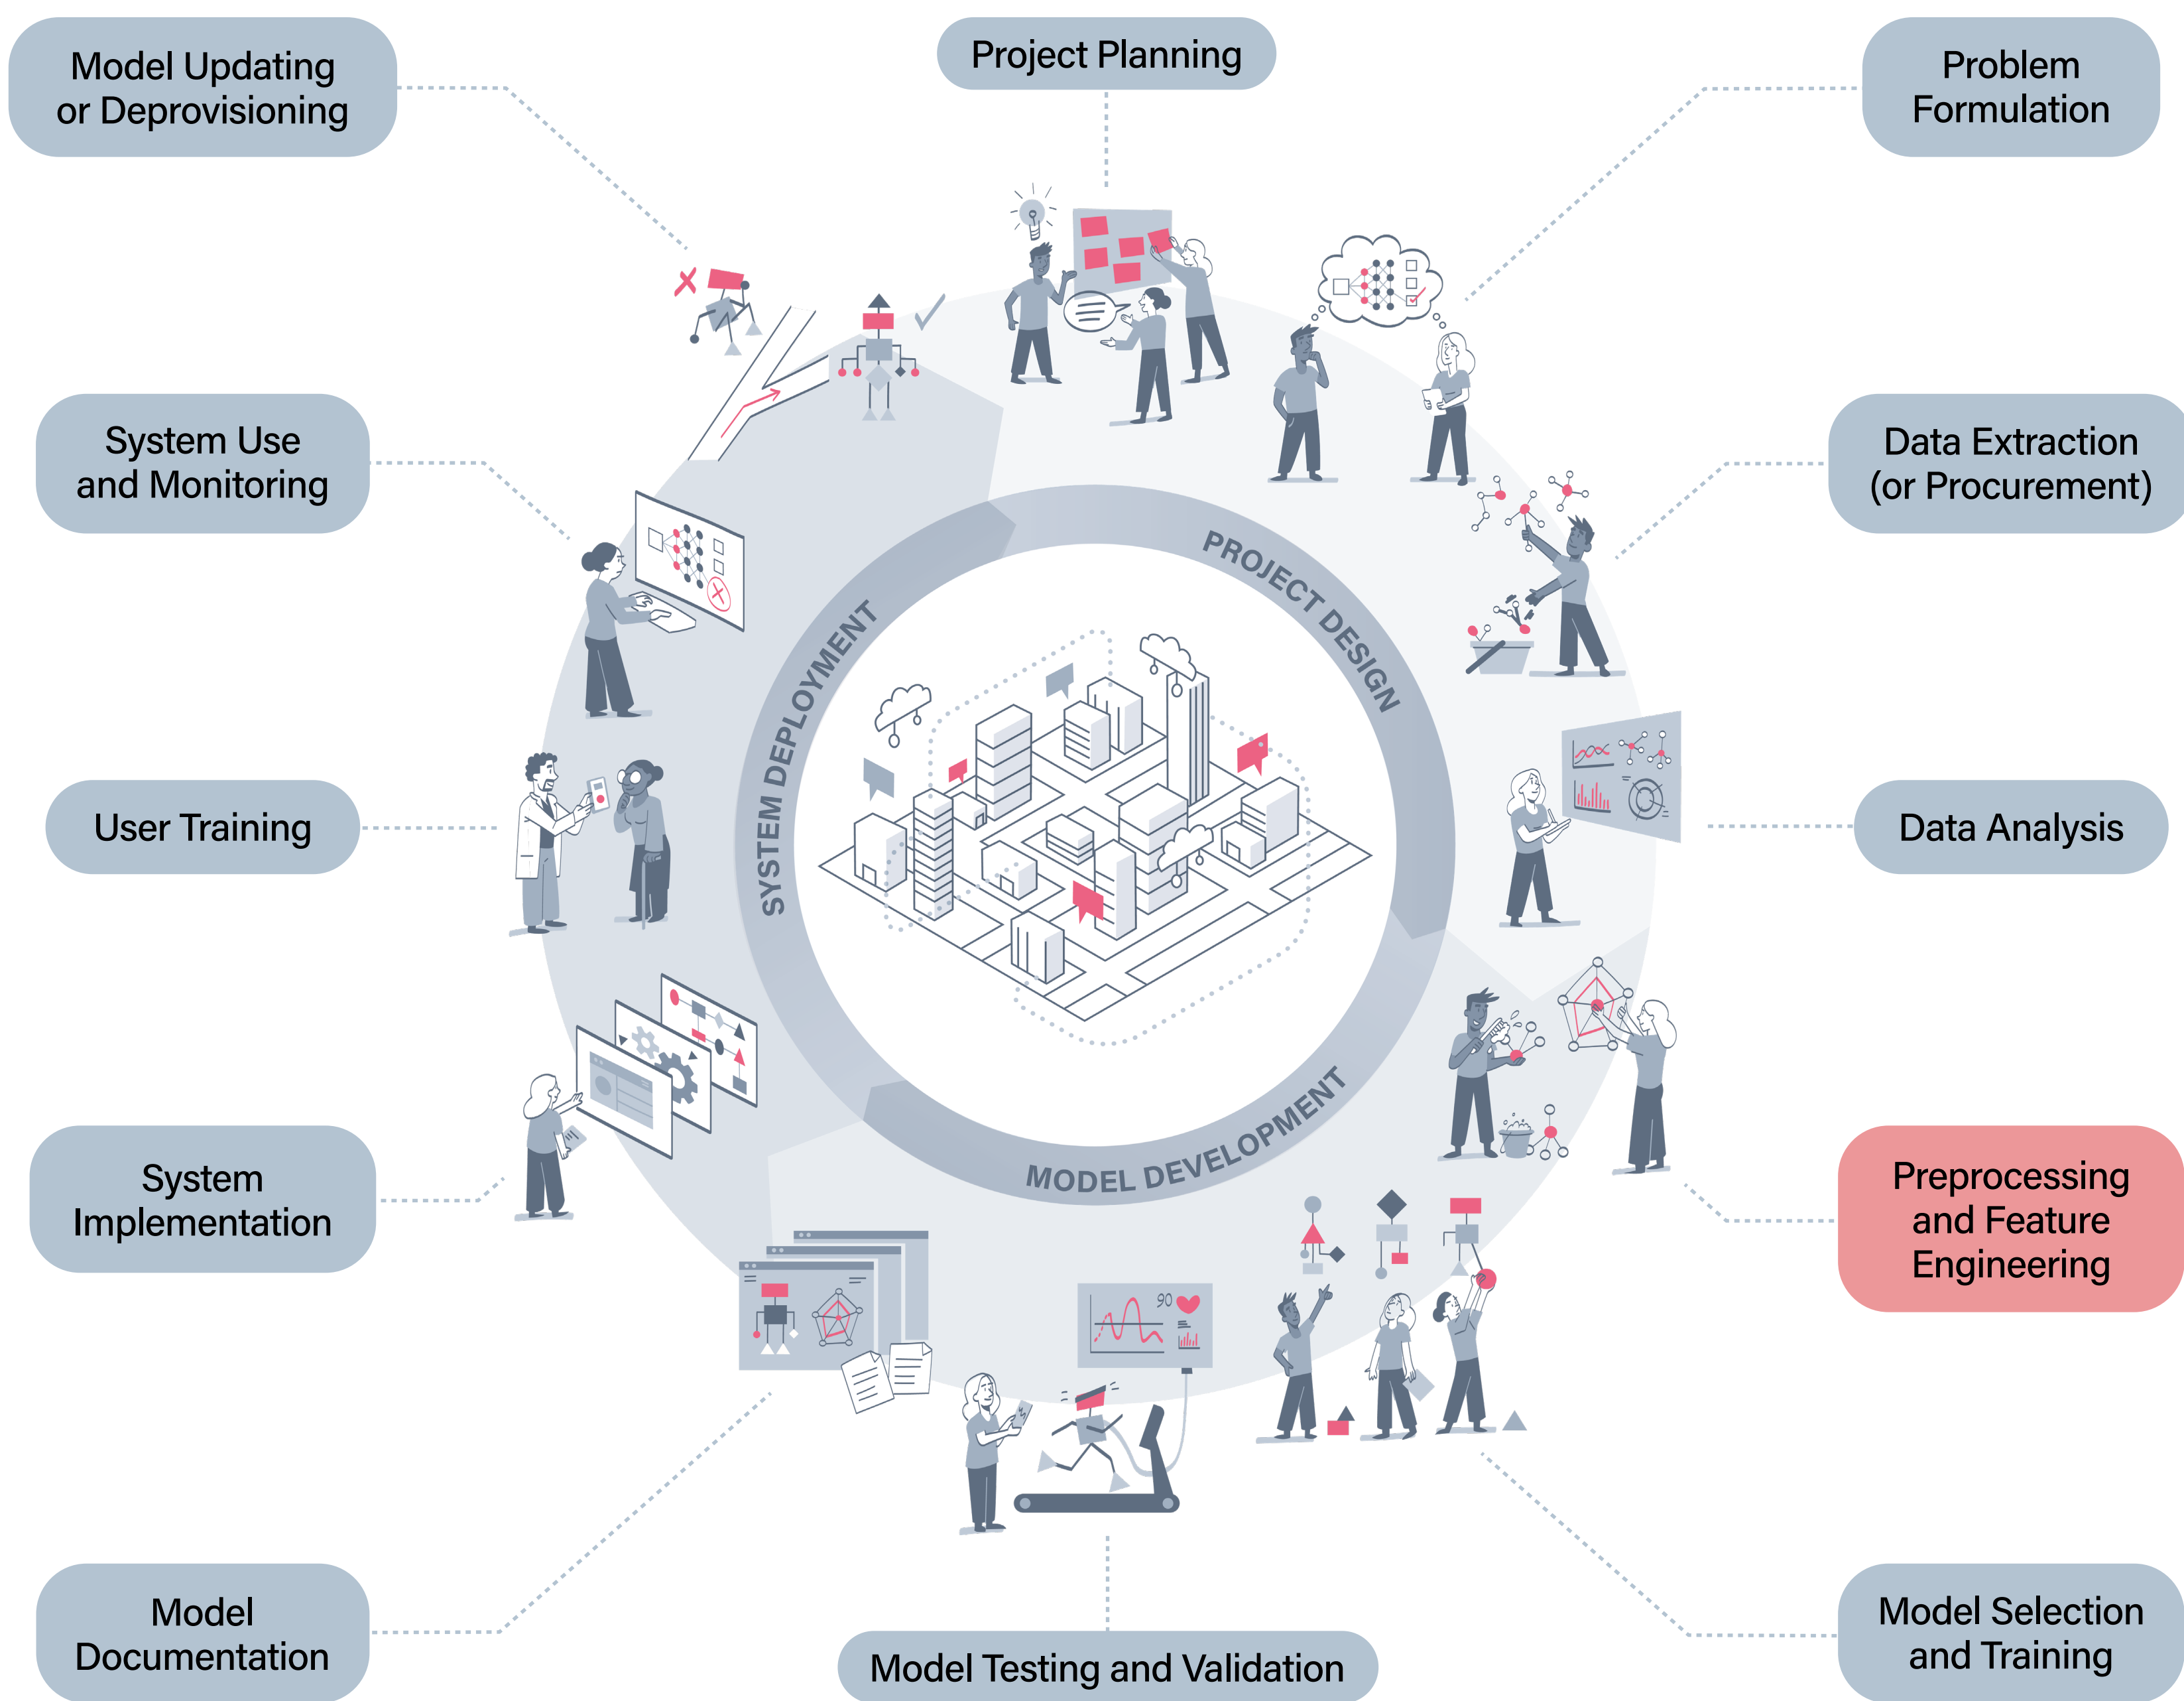 Project Planning
Problem
Formulation
Data Extraction
(or Procurement)
Data Analysis
Preprocessing
and Feature
Engineering
Model Selection
and Training
Model Testing and Validation
Model
Documentation
System
Implementation
User Training
System Use
and Monitoring
Model Updating
or Deprovisioning
PROJECT DESIGN
MODEL DEVELOPMENT
SYSTEM DEPLOYMENT
90